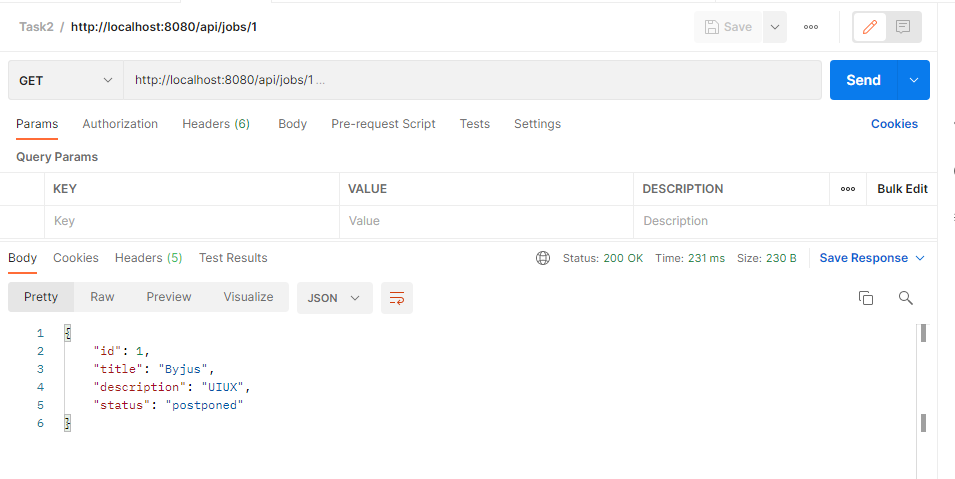 Task2 / http://localhost:8080/api/jobs/1 Save
GET http://localhost:8080/api/jobs/1 ... Send
Params Authorization Headers (6) Body Pre-request Script Tests Settings Cookies
Query Params
KEY VALUE DESCRIPTION Bulk Edit
Key Value Description
Body Cookies Headers (5) Test Results Status: 200 OK Time: 231 ms Size: 230 B Save Response
Pretty Raw Preview Visualize JSON
1 {
2 "id": 1,
3 "title": "Byjus",
4 "description": "UIUX",
5 "status": "postponed"
6 }